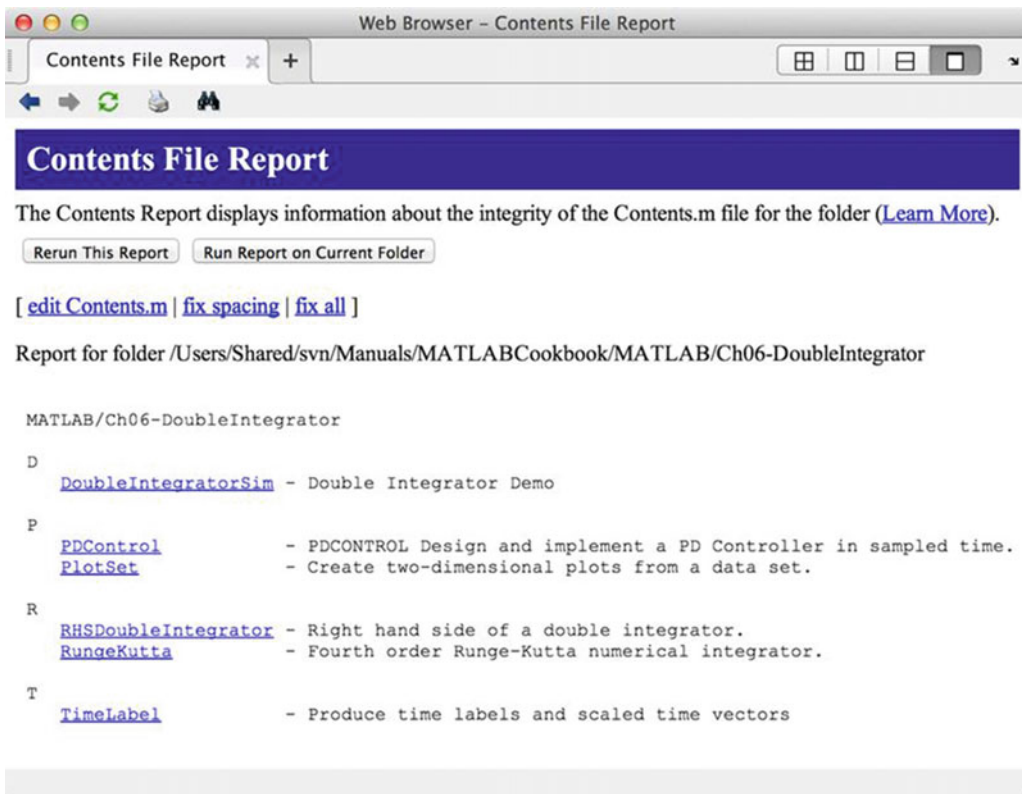 Web Browser – Contents File Report
Contents File Report
Contents File Report
The Contents Report displays information about the integrity of the Contents.m file for the folder (Learn More).
Rerun This Report Run Report on Current Folder
[ edit Contents.m | fix spacing | fix all ]
Report for folder /Users/Shared/svn/Manuals/MATLABCookbook/MATLAB/Ch06-DoubleIntegrator
MATLAB/Ch06-DoubleIntegrator
D
DoubleIntegratorSim - Double Integrator Demo
P
PDControl - PDCONTROL Design and implement a PD Controller in sampled time.
PlotSet - Create two-dimensional plots from a data set.
R
RHSDoubleIntegrator - Right hand side of a double integrator.
RungeKutta - Fourth order Runge-Kutta numerical integrator.
T
TimeLabel - Produce time labels and scaled time vectors